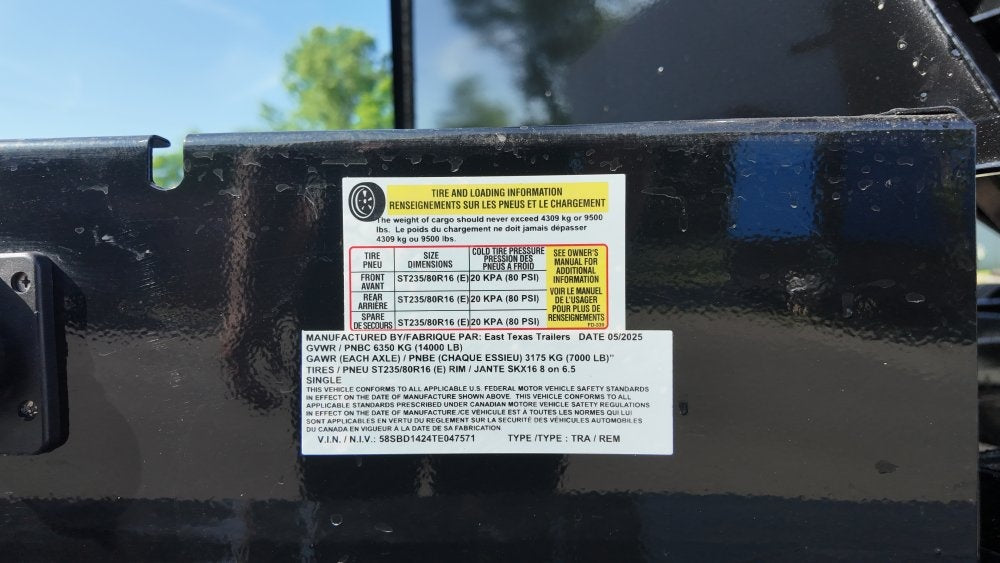 TIRE AND LOADING INFORMATION
RENSEIGNEMENTS SUR LES PNEUS ET LE CHARGEMENT
The weight of cargo should never exceed 4309 kg or 9500
lbs. Le poids du chargement ne doit jamais dépasser
4309 kg ou 9500 lbs.
TIRE PNEU SIZE DIMENSIONS COLD TIRE PRESSURE PRESSION DES PNEUS A FROID
FRONT AVANT ST235/80R16 (E) 20 KPA (80 PSI)
REAR ARRIÈRE ST235/80R16 (E) 20 KPA (80 PSI)
SPARE DE SECOURS ST235/80R16 (E) 20 KPA (80 PSI)
SEE OWNER'S
MANUAL FOR
ADDITIONAL
INFORMATION
VOIR LE MANUEL
DE L'USAGER
POUR PLUS DE
RENSEIGNEMENTS
MANUFACTURED BY/FABRIQUE PAR: East Texas Trailers DATE 05/2025
GVWR / PNBC 6350 KG (14000 LB)
GAWR (EACH AXLE) / PNBE (CHAQUE ESSIEU) 3175 KG (7000 LB)"
TIRES / PNEU ST235/80R16 (E) RIM / JANTE SKX16 8 on 6.5
SINGLE
THIS VEHICLE CONFORMS TO ALL APPLICABLE U.S. FEDERAL MOTOR VEHICLE SAFETY STANDARDS
IN EFFECT ON THE DATE OF MANUFACTURE SHOWN ABOVE. THIS VEHICLE CONFORMS TO ALL
APPLICABLE STANDARDS PRESCRIBED UNDER CANADIAN MOTOR VEHICLE SAFETY REGULATIONS
IN EFFECT ON THE DATE OF MANUFACTURE./CE VÉHICULE EST À TOUTES LES NORMES QUI LUI
SONT APPLICABLES EN VERTU DU REGLEMENT SUR LA SECURITÉ DES VÉHICULES AUTOMOBILES
DU CANADA EN VIGUEUR À LA DATE DE SA FABRICATION
V.I.N. / N.I.V.: 58SBD1424TE047571 TYPE /TYPE : TRA / REM